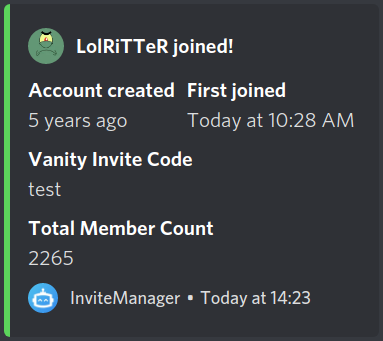 LolRiTTeR joined!
Account created First joined
5 years ago Today at 10:28 AM
Vanity Invite Code
test
Total Member Count
2265
InviteManager • Today at 14:23